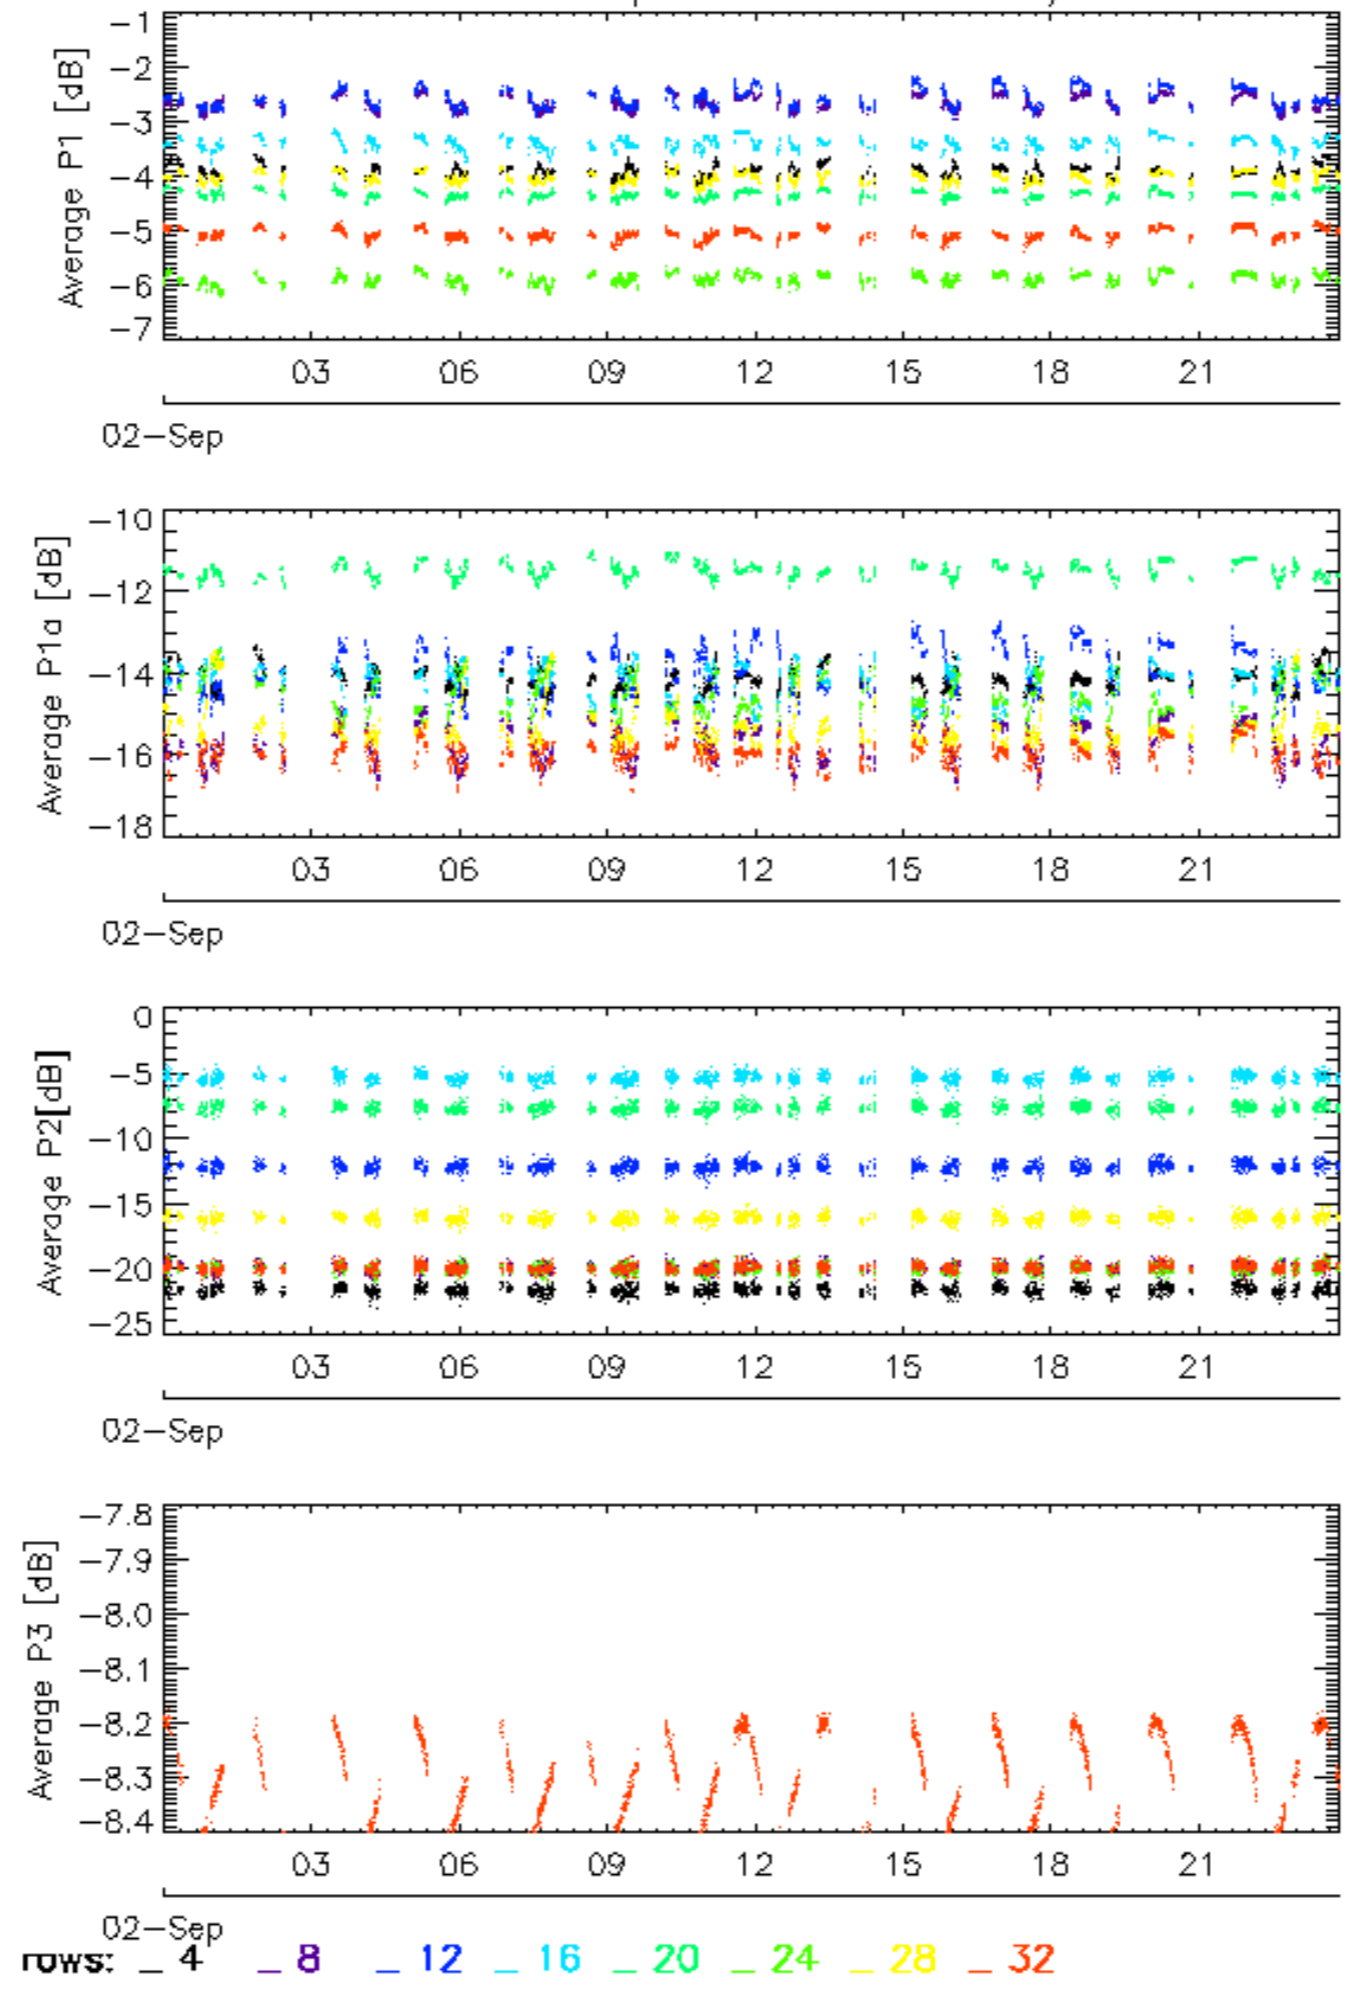 Average P1 [dB]
−1
−2
−3
−4
−5
−6
−7
03 06 09 12 15 18 21
02−Sep
Average P1a [dB]
−10
−12
−14
−16
−18
03 06 09 12 15 18 21
02−Sep
Average P2[dB]
0
−5
−10
−15
−20
−25
03 06 09 12 15 18 21
02−Sep
Average P3 [dB]
−7.8
−7.9
−8.0
−8.1
−8.2
−8.3
−8.4
03 06 09 12 15 18 21
02−Sep
rows: _ 4 _ 8 _ 12 _ 16 _ 20 _ 24 _ 28 _ 32